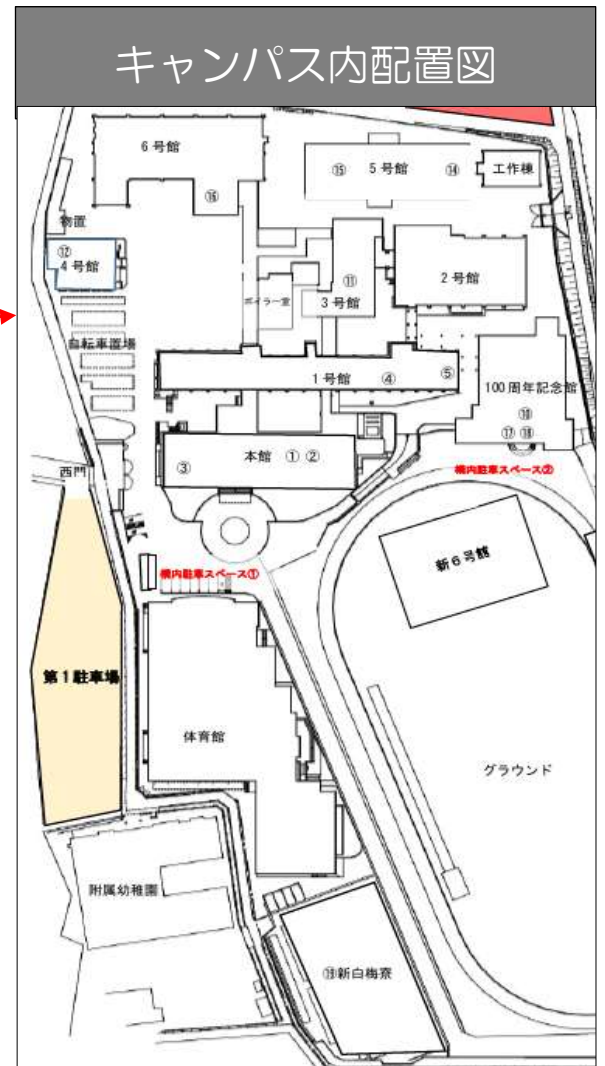 キャンパス内配置図
6号館
⑮ 5号館 ⑭
工作棟
⑯
物置
⑫
4号館
⑪
2号館
ボイラー室
3号館
自転車置場
1号館 ④
⑤
100周年記念館
⑩
⑰ ⑱
③
本館 ① ②
西門
構内駐車スペース②
新6号館
構内駐車スペース①
第1駐車場
体育館
グラウンド
附属幼稚園
⑲新白梅寮